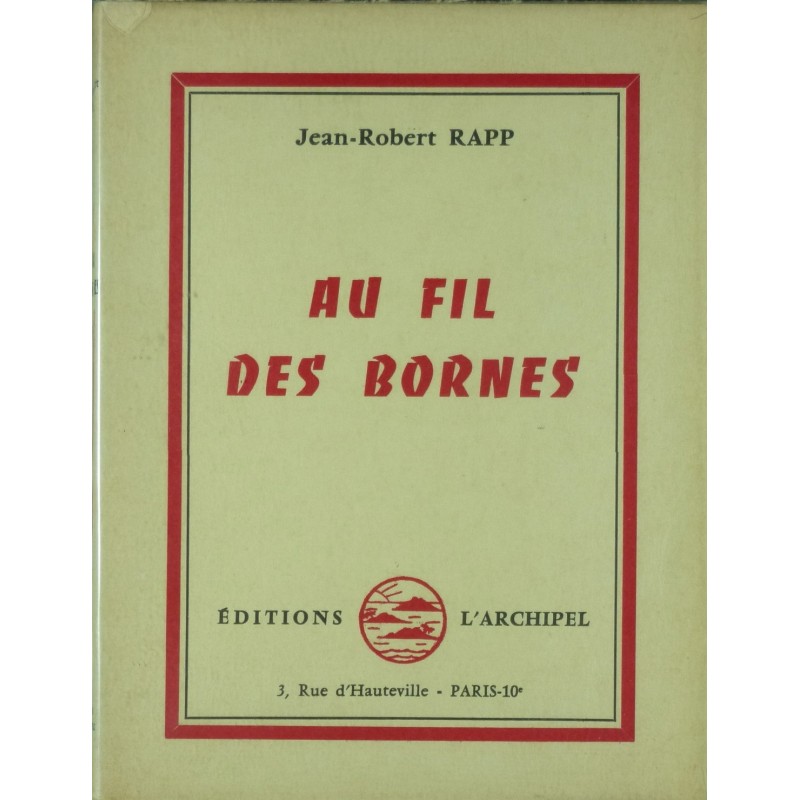 Jean-Robert RAPP
AU FIL
DES BORNES
ÉDITIONS L'ARCHIPEL
3, Rue d'Hauteville - PARIS-10e